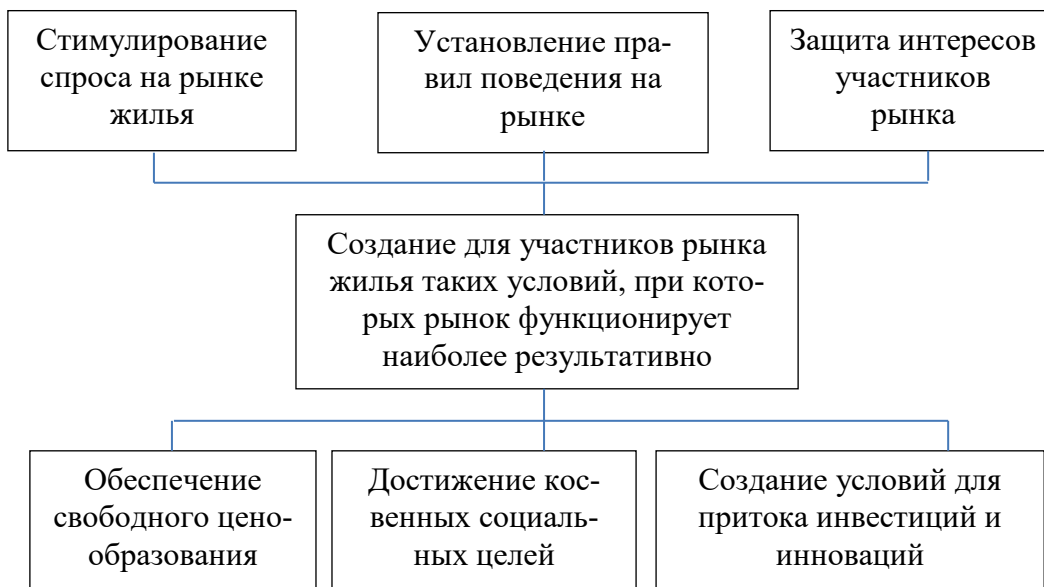 Стимулирование
спроса на рынке
жилья
Установление пра-
вил поведения на
рынке
Защита интересов
участников
рынка
Создание для участников рынка
жилья таких условий, при кото-
рых рынок функционирует
наиболее результативно
Обеспечение
свободного цено-
образования
Достижение кос-
венных социаль-
ных целей
Создание условий для
притока инвестиций и
инноваций